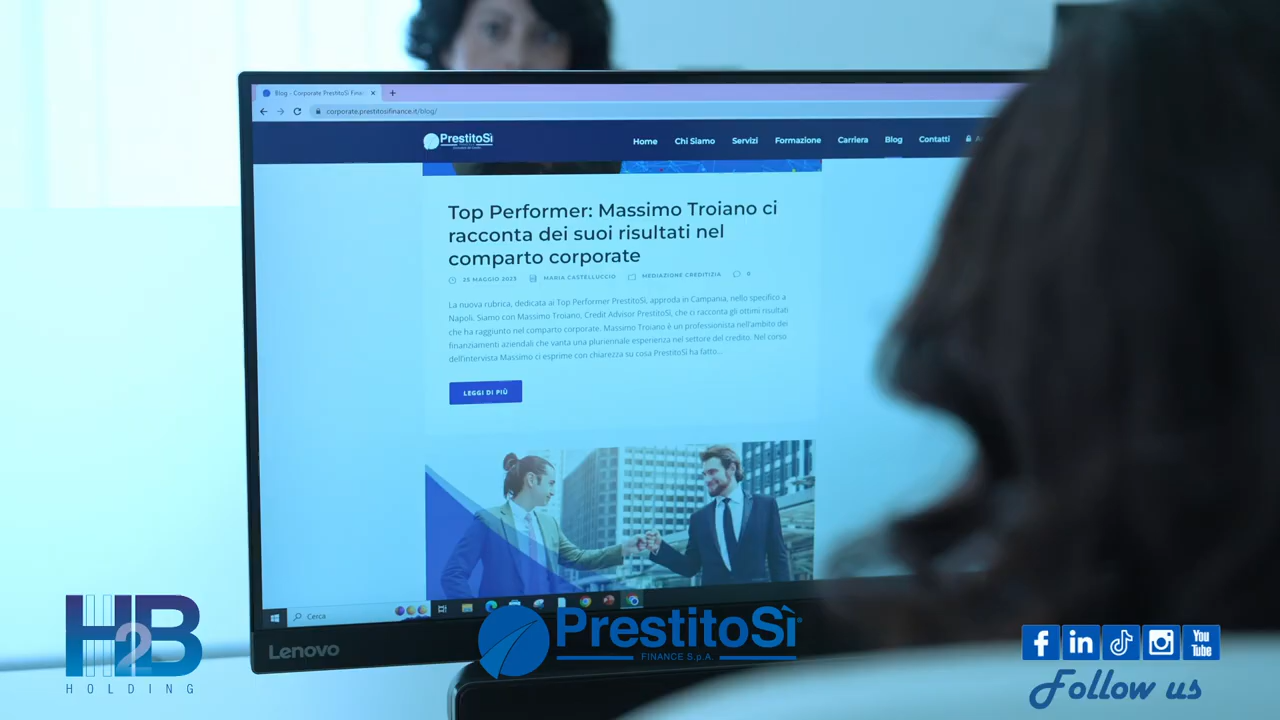 Blog - Corporate PrestitoSì Finan
corporate.prestitosifinance.it/blog/
PrestitoSì
Home Chi Siamo Servizi Formazione Carriera Blog Contatti
Top Performer: Massimo Troiano ci
racconta dei suoi risultati nel
comparto corporate
25 MAGGIO 2023 MARIA CASTELLUCCIO MEDIAZIONE CREDITIZIA 0
La nuova rubrica, dedicata ai Top Performer PrestitoSì, approda in Campania, nello specifico a
Napoli. Siamo con Massimo Troiano, Credit Advisor PrestitoSì, che ci racconta gli ottimi risultati
che ha raggiunto nel comparto corporate. Massimo Troiano è un professionista nell'ambito dei
finanziamenti aziendali che vanta una pluriennale esperienza nel settore del credito. Nel corso
dell'intervista Massimo ci esprime con chiarezza su cosa PrestitoSì ha fatto...
LEGGI DI PIÙ
Cerca
Lenovo
H2B
HOLDING
PrestitoSì
FINANCE S.p.A.
f in You Tube
Follow us